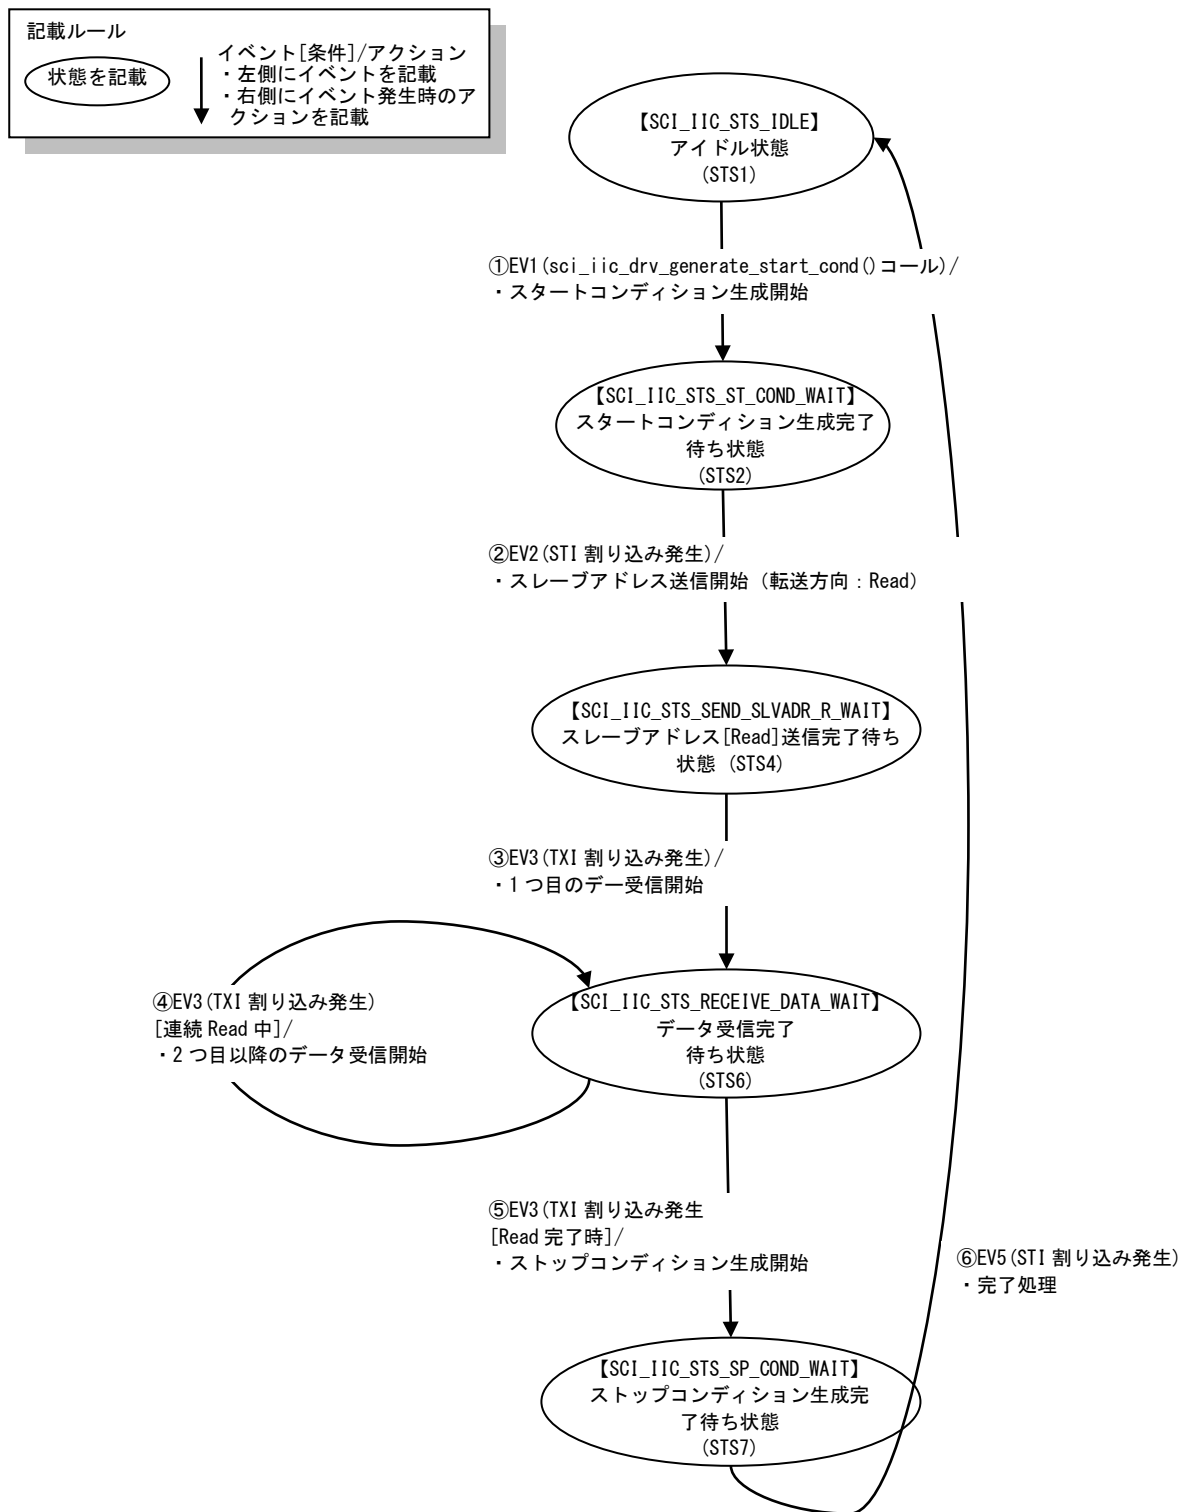 記載ルール
状態を記載
イベント[条件]/アクション
・左側にイベントを記載
・右側にイベント発生時のア
クションを記載
【SCI_IIC_STS_IDLE】
アイドル状態
(STS1)
①EV1(sci_iic_drv_generate_start_cond()コール)/
・スタートコンディション生成開始
【SCI_IIC_STS_ST_COND_WAIT】
スタートコンディション生成完了
待ち状態
(STS2)
②EV2(STI 割り込み発生)/
・スレーブアドレス送信開始（転送方向：Read）
【SCI_IIC_STS_SEND_SLVADR_R_WAIT】
スレーブアドレス[Read]送信完了待ち
状態（STS4）
③EV3(TXI 割り込み発生)/
・1 つ目のデー受信開始
④EV3(TXI 割り込み発生)
[連続 Read 中]/
・2 つ目以降のデータ受信開始
【SCI_IIC_STS_RECEIVE_DATA_WAIT】
データ受信完了
待ち状態
(STS6)
⑤EV3(TXI 割り込み発生
[Read 完了時]/
・ストップコンディション生成開始
⑥EV5(STI 割り込み発生)
・完了処理
【SCI_IIC_STS_SP_COND_WAIT】
ストップコンディション生成完
了待ち状態
(STS7)